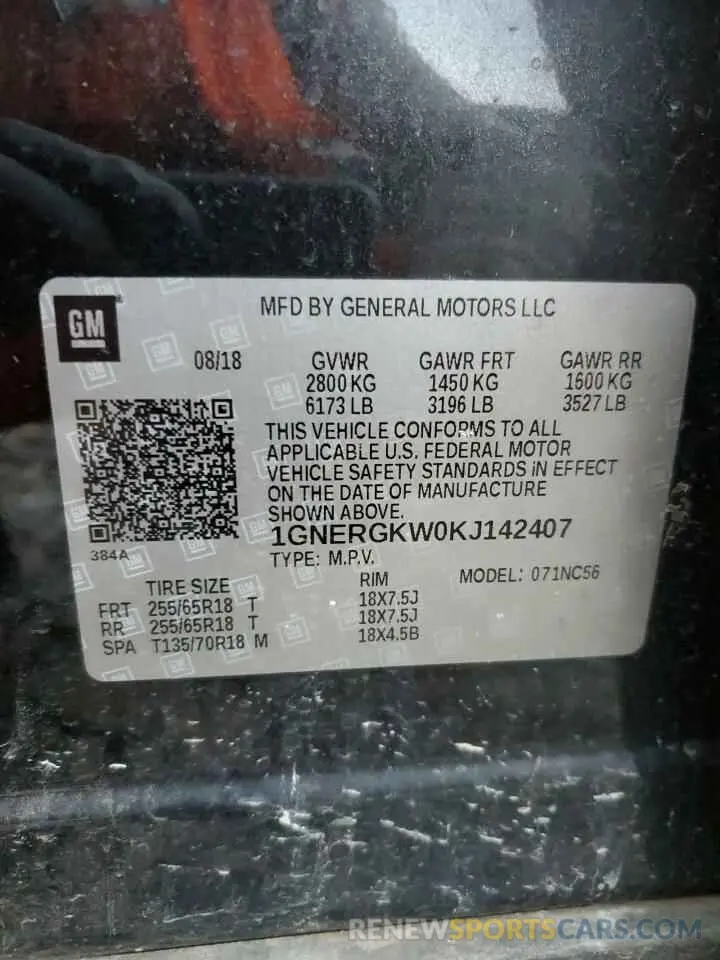 GM
MFD BY GENERAL MOTORS LLC
08/18 GVWR GAWR FRT GAWR RR
2800 KG 1450 KG 1600 KG
6173 LB 3196 LB 3527 LB
THIS VEHICLE CONFORMS TO ALL
APPLICABLE U.S. FEDERAL MOTOR
VEHICLE SAFETY STANDARDS IN EFFECT
ON THE DATE OF MANUFACTURE
SHOWN ABOVE.
1GNERGKW0KJ142407
384A
TYPE: M.P.V.
TIRE SIZE RIM MODEL: 071NC56
FRT 255/65R18 T 18X7.5J
RR 255/65R18 T 18X7.5J
SPA T135/70R18 M 18X4.5B
RENEWSPORTSCARS.COM